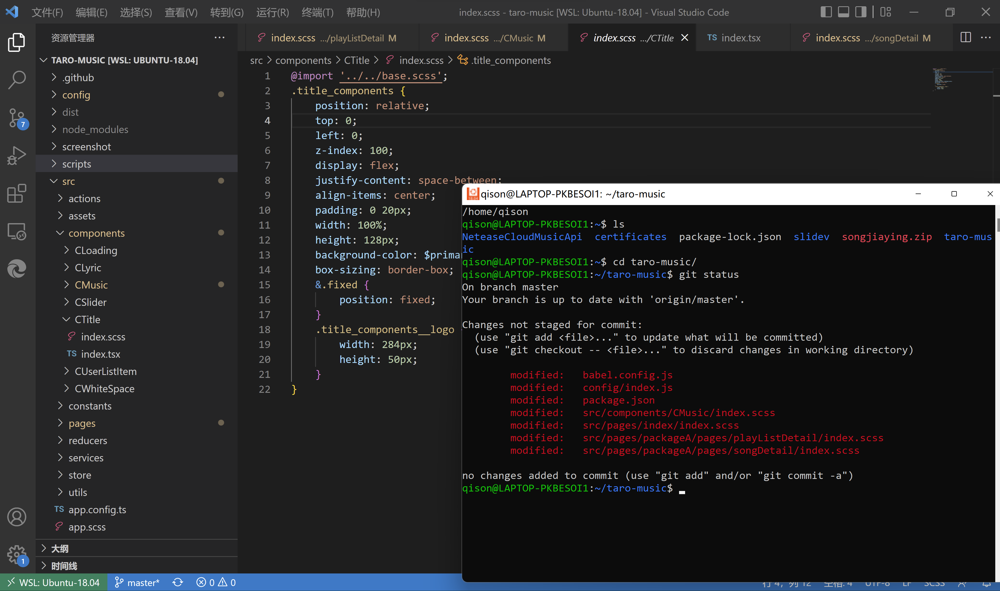 文件(F) 编辑(E) 选择(S) 查看(V) 转到(G) 运行(R) 终端(T) 帮助(H) index.scss - taro-music [WSL: Ubuntu-18.04] - Visual Studio Code
资源管理器
TARO-MUSIC [WSL: UBUNTU-18.04]
.github
config
dist
node_modules
screenshot
scripts
src
actions
assets
components
CLoading
CLyric
CMusic
CSlider
CTitle
index.scss
TS index.tsx
CUserListItem
CWhiteSpace
constants
pages
reducers
services
store
utils
TS app.config.ts
app.scss
大纲
时间线
7
1
index.scss .../playListDetail M index.scss .../CMusic M index.scss .../CTitle TS index.tsx index.scss .../songDetail M
src > components > CTitle > index.scss > .title_components
1 @import '../../base.scss';
2 .title_components {
3 position: relative;
4 top: 0;
5 left: 0;
6 z-index: 100;
7 display: flex;
8 justify-content: space-between;
9 align-items: center;
10 padding: 0 20px;
11 width: 100%;
12 height: 128px;
13 background-color: $prima
14 box-sizing: border-box;
15 &.fixed {
16 position: fixed;
17 }
18 .title_components__logo
19 width: 284px;
20 height: 50px;
21 }
22 }
qison@LAPTOP-PKBESOI1: ~/taro-music
/home/qison
qison@LAPTOP-PKBESOI1:~$ ls
NeteaseCloudMusicApi certificates package-lock.json slidev songjiaying.zip taro-mus
ic
qison@LAPTOP-PKBESOI1:~$ cd taro-music/
qison@LAPTOP-PKBESOI1:~/taro-music$ git status
On branch master
Your branch is up to date with 'origin/master'.
Changes not staged for commit:
(use "git add <file>..." to update what will be committed)
(use "git checkout -- <file>..." to discard changes in working directory)
modified: babel.config.js
modified: config/index.js
modified: package.json
modified: src/components/CMusic/index.scss
modified: src/pages/index/index.scss
modified: src/pages/packageA/pages/playListDetail/index.scss
modified: src/pages/packageA/pages/songDetail/index.scss
no changes added to commit (use "git add" and/or "git commit -a")
qison@LAPTOP-PKBESOI1:~/taro-music$
WSL: Ubuntu-18.04 master* 0 0 行 4，列 12 空格: 4 UTF-8 LF SCSS